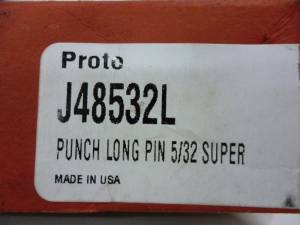 Proto
J48532L
PUNCH LONG PIN 5/32 SUPER
MADE IN USA